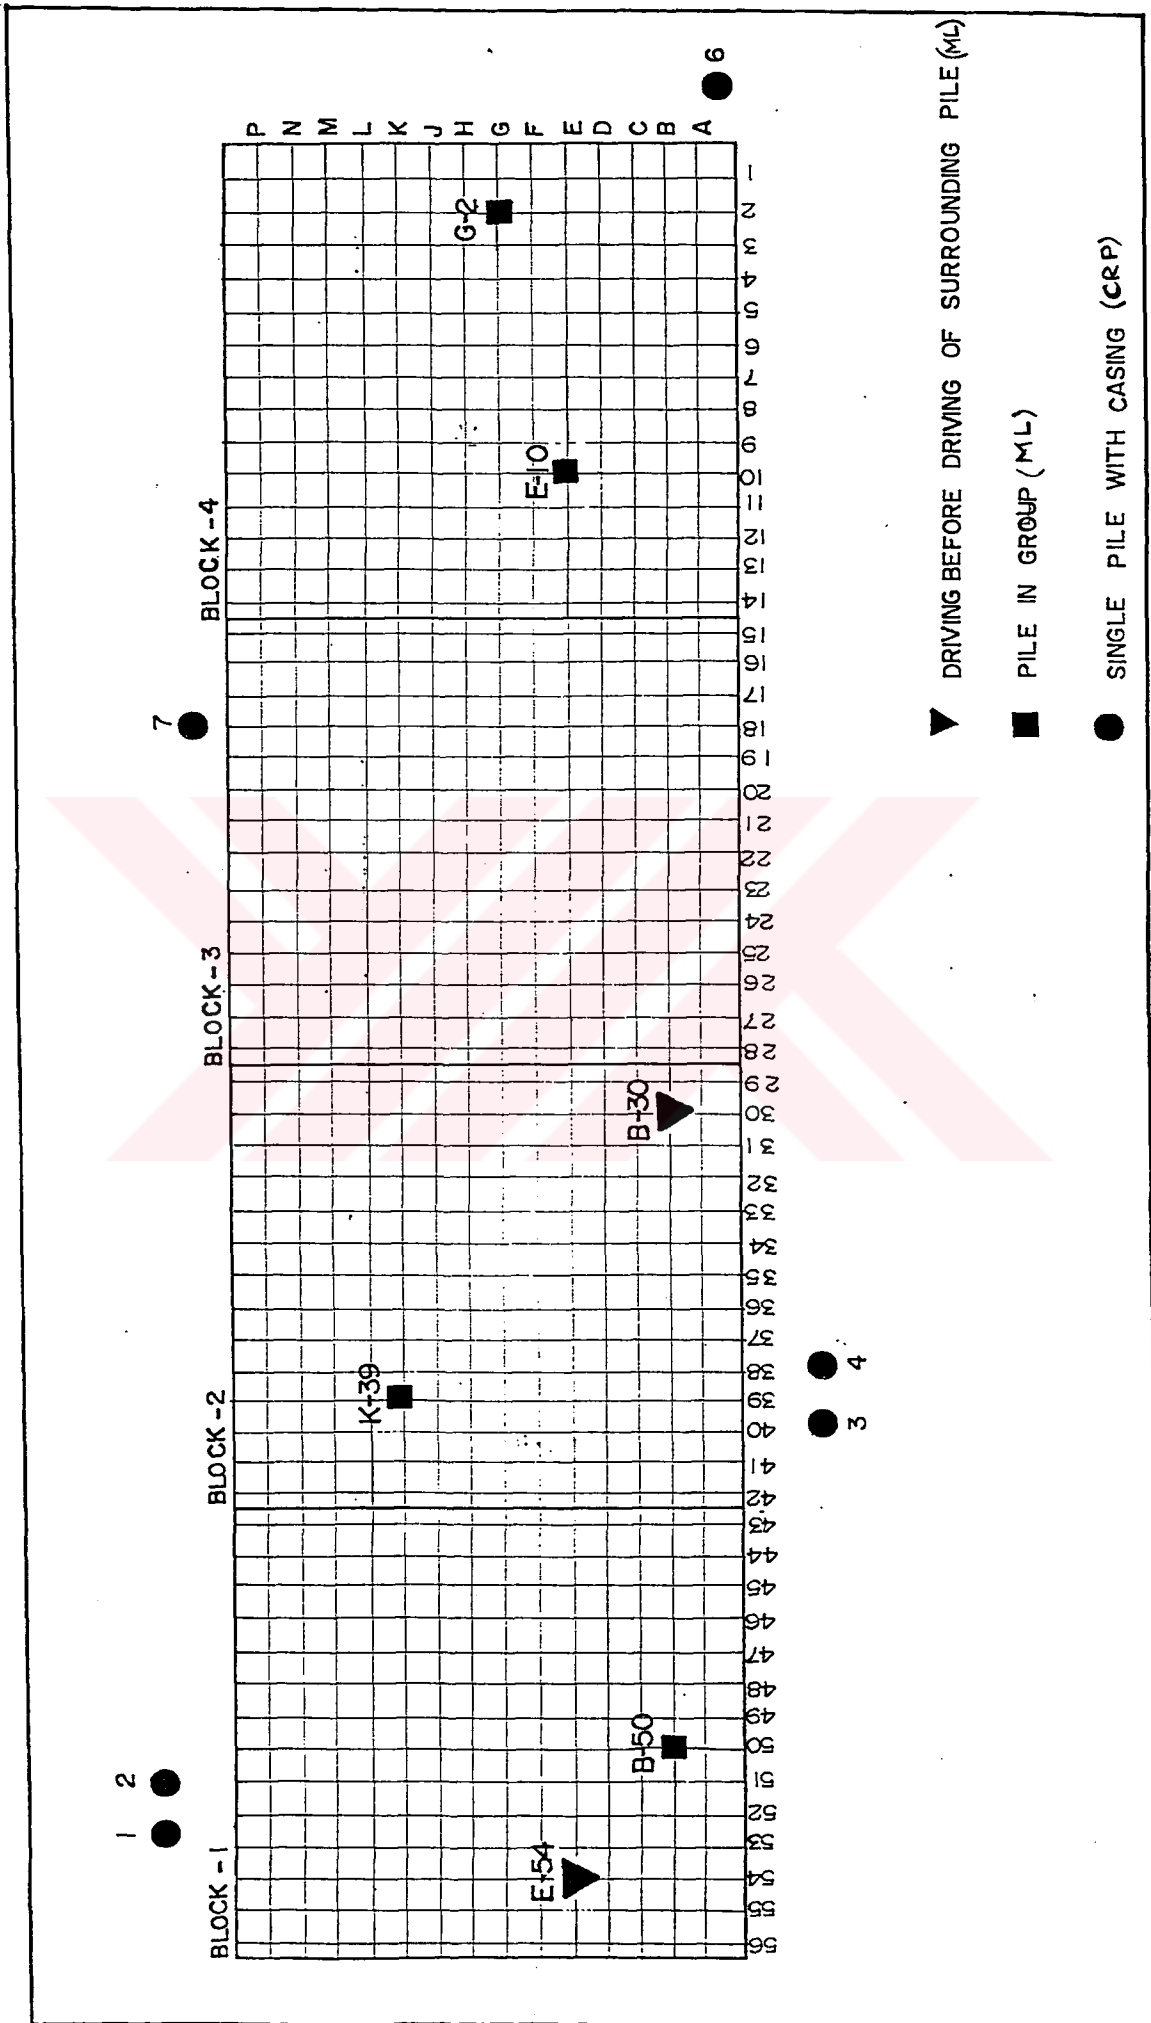 BLOCK-1
BLOCK-2
BLOCK-3
BLOCK-4
1
2
7
6
3
4
P
N
M
L
K
J
H
G
F
E
D
C
B
A
G-2
E-10
K-39
B-30
B-50
E-54
56 55 54 53 52 51 50 49 48 47 46 45 44 43 42 41 40 39 38 37 36 35 34 33 32 31 30 29 28 27 26 25 24 23 22 21 20 19 18 17 16 15 14 13 12 11 10 9 8 7 6 5 4 3 2 1
DRIVING BEFORE DRIVING OF SURROUNDING PILE (ML)
PILE IN GROUP (ML)
SINGLE PILE WITH CASING (CRP)